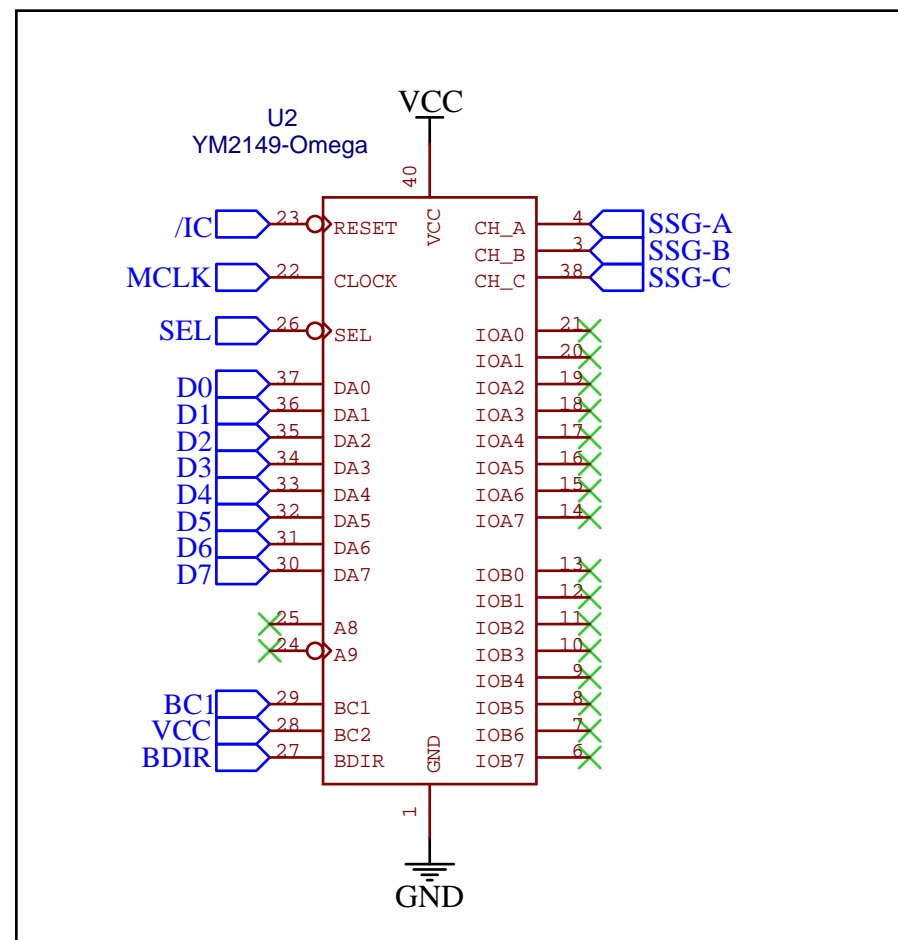 U2
YM2149-Omega
VCC
40
/IC 23 RESET VCC CH_A 4 SSG-A
CH_B 3 SSG-B
MCLK 22 CLOCK CH_C 38 SSG-C
SEL 26 SEL IOA0 21
IOA1 20
D0 37 DA0 IOA2 19
D1 36 DA1 IOA3 18
D2 35 DA2 IOA4 17
D3 34 DA3 IOA5 16
D4 33 DA4 IOA6 15
D5 32 DA5 IOA7 14
D6 31 DA6
D7 30 DA7 IOB0 13
IOB1 12
25 A8 IOB2 11
24 A9 IOB3 10
IOB4 9
BC1 29 BC1 IOB5 8
VCC 28 BC2 IOB6 7
BDIR 27 BDIR GND IOB7 6
1
GND